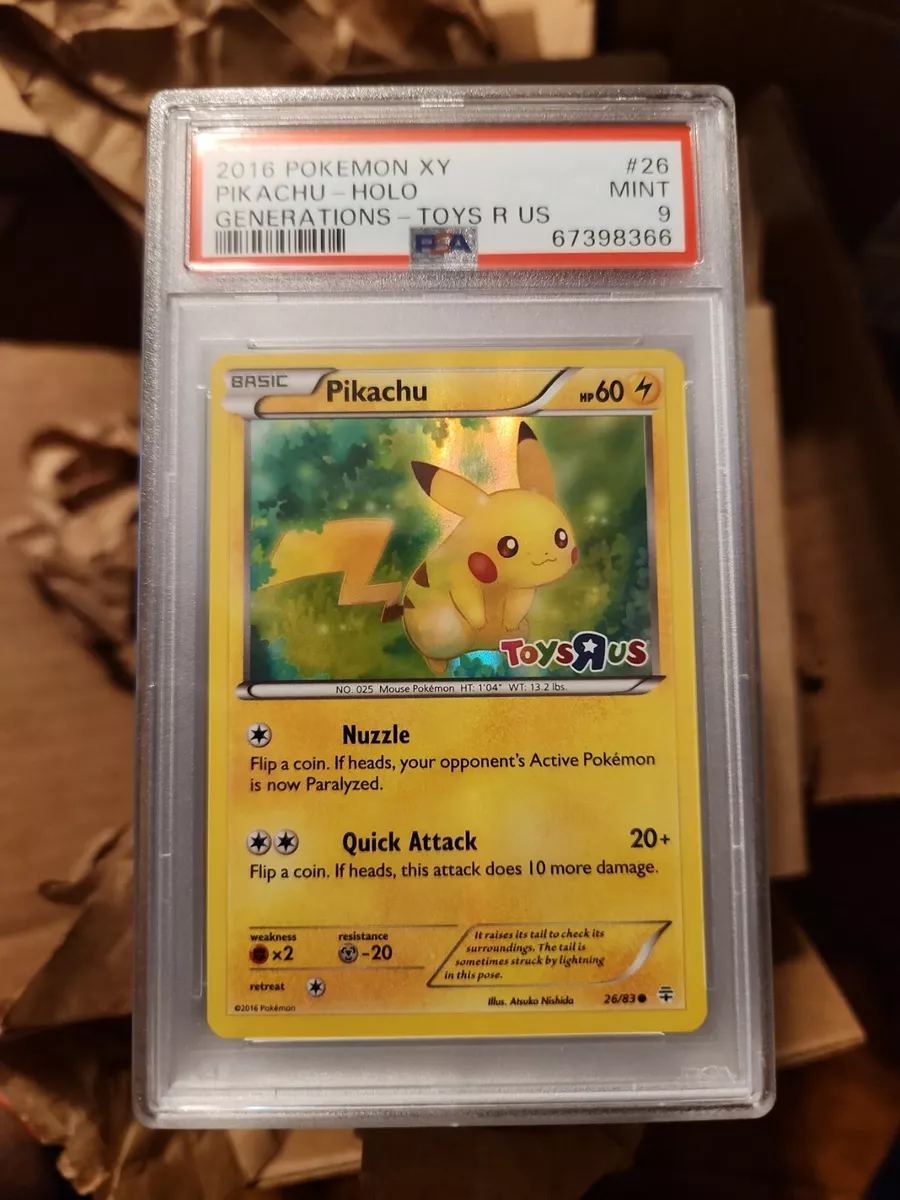 2016 POKEMON XY #26
PIKACHU - HOLO MINT
GENERATIONS - TOYS R US 9
PSA 67398366
BASIC Pikachu HP60
TOYSRUS
NO. 025 Mouse Pokémon HT: 1'04" WT: 13.2 lbs.
Nuzzle
Flip a coin. If heads, your opponent's Active Pokémon
is now Paralyzed.
Quick Attack 20+
Flip a coin. If heads, this attack does 10 more damage.
weakness resistance
×2 -20
retreat
It raises its tail to check its
surroundings. The tail is
sometimes struck by lightning
in this pose.
Illus. Atsuko Nishida 26/83
©2016 Pokémon